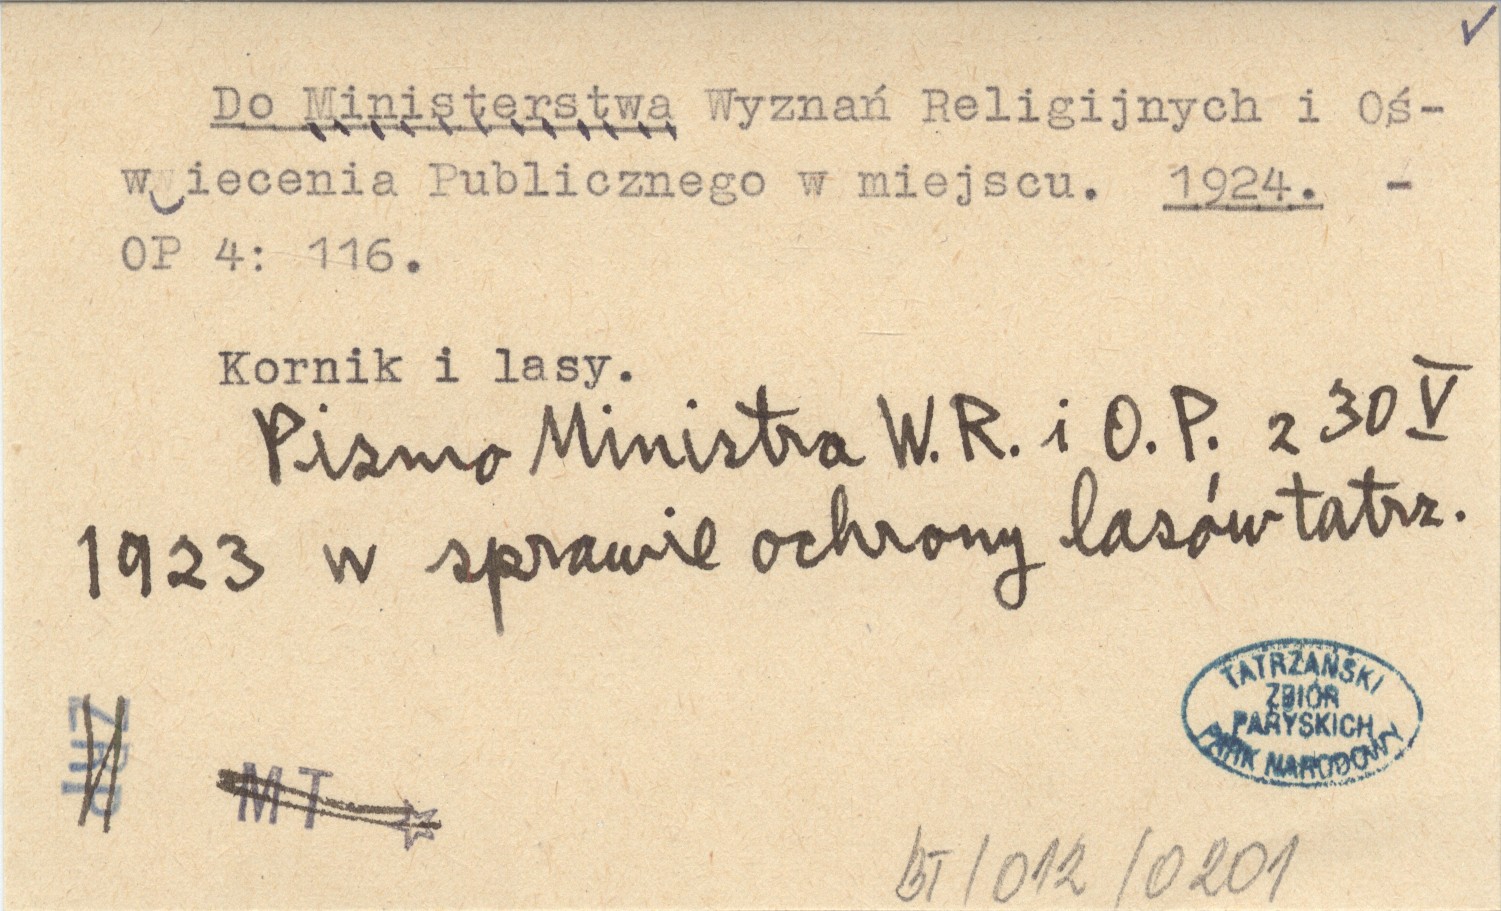 Do Ministerstwa Wyznań Religijnych i Oś-
wiecenia Publicznego w miejscu. 1924. -
OP 4: 116.
Kornik i lasy.
Pismo Ministra W.R. i O.P. z 30 V
1923 w sprawie ochrony lasów tatrz.
TATRZAŃSKI
ZBIÓR
PARYSKICH
PARK NARODOWY
ZRP
MT
BT/012/0201